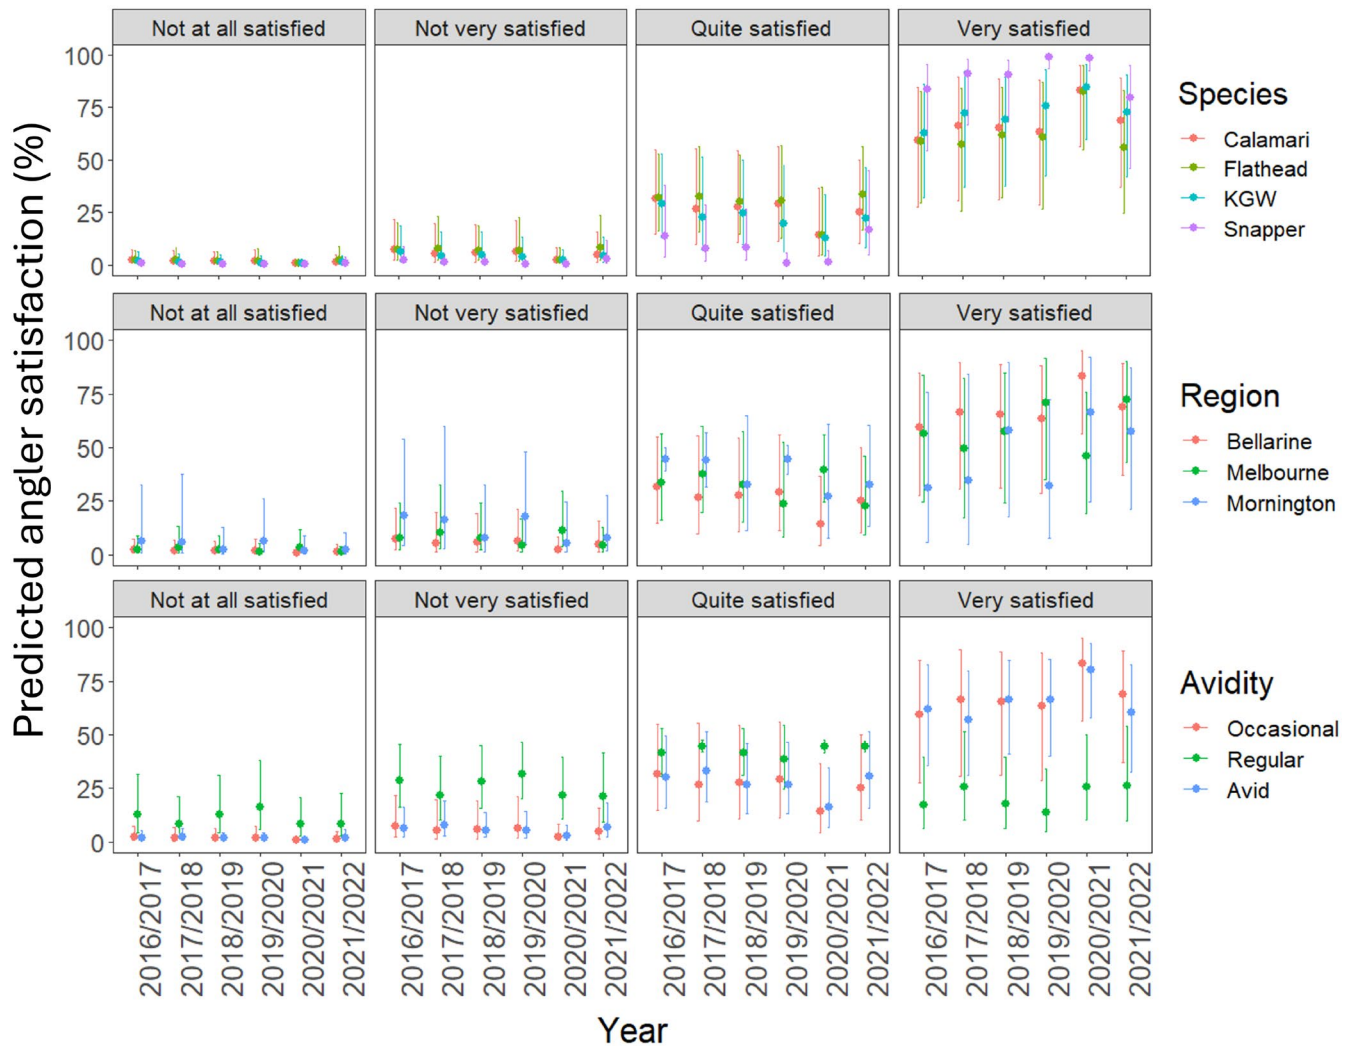 Predicted angler satisfaction (%)
Not at all satisfied
Not very satisfied
Quite satisfied
Very satisfied
100
75
50
25
0
Species
Calamari
Flathead
KGW
Snapper
Not at all satisfied
Not very satisfied
Quite satisfied
Very satisfied
100
75
50
25
0
Region
Bellarine
Melbourne
Mornington
Not at all satisfied
Not very satisfied
Quite satisfied
Very satisfied
100
75
50
25
0
Avidity
Occasional
Regular
Avid
2016/2017
2017/2018
2018/2019
2019/2020
2020/2021
2021/2022
2016/2017
2017/2018
2018/2019
2019/2020
2020/2021
2021/2022
2016/2017
2017/2018
2018/2019
2019/2020
2020/2021
2021/2022
2016/2017
2017/2018
2018/2019
2019/2020
2020/2021
2021/2022
Year